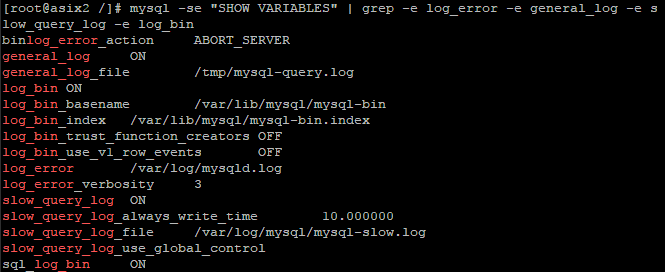 [root@asix2 /]# mysql -se "SHOW VARIABLES" | grep -e log_error -e general_log -e s
low_query_log -e log_bin
binlog_error_action ABORT_SERVER
general_log ON
general_log_file /tmp/mysql-query.log
log_bin ON
log_bin_basename /var/lib/mysql/mysql-bin
log_bin_index /var/lib/mysql/mysql-bin.index
log_bin_trust_function_creators OFF
log_bin_use_v1_row_events OFF
log_error /var/log/mysqld.log
log_error_verbosity 3
slow_query_log ON
slow_query_log_always_write_time 10.000000
slow_query_log_file /var/log/mysql/mysql-slow.log
slow_query_log_use_global_control
sql_log_bin ON